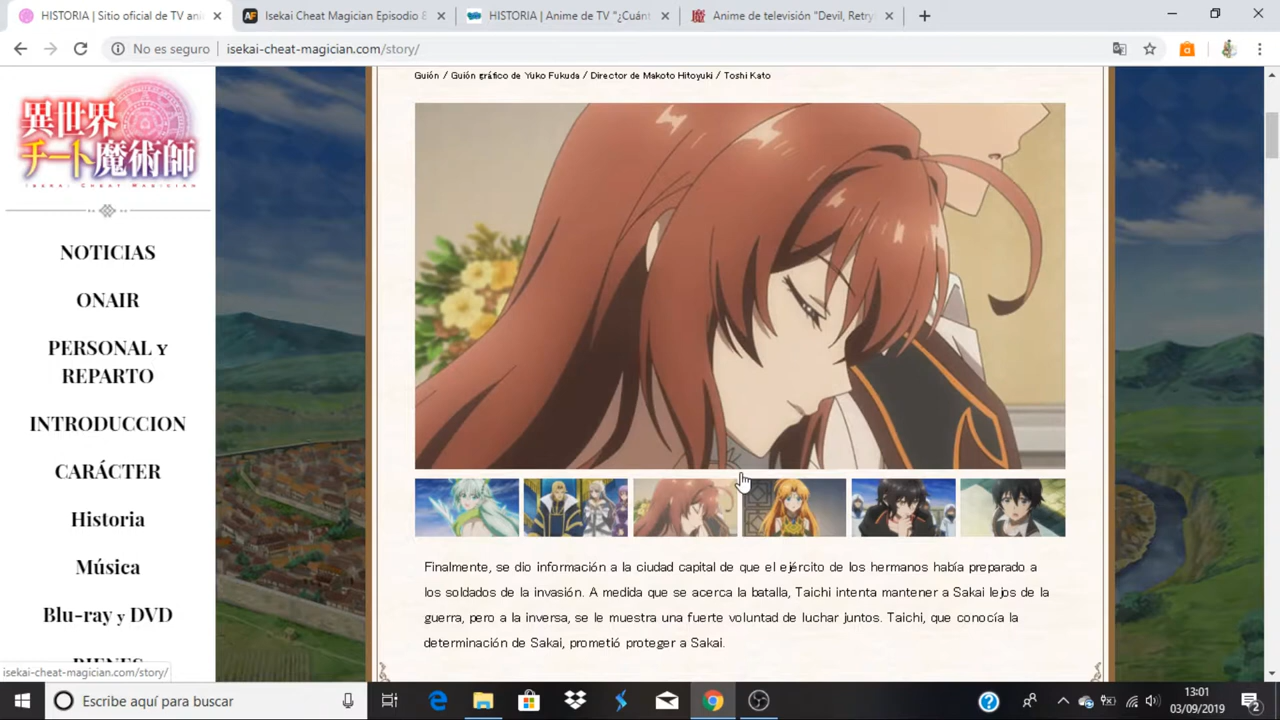 HISTORIA | Sitio oficial de TV ani
Isekai Cheat Magician Episodio 8
HISTORIA | Anime de TV "¿Cuánt
Anime de televisión "Devil, Retry
No es seguro
isekai-cheat-magician.com/story/
異世界
チート魔術師
ISEKAI CHEAT MAGICIAN
NOTICIAS
ONAIR
PERSONAL y
REPARTO
INTRODUCCION
CARÁCTER
Historia
Música
Blu-ray y DVD
BIENES
Guión / Guión gráfico de Yuko Fukuda / Director de Makoto Hitoyuki / Toshi Kato
Finalmente, se dio información a la ciudad capital de que el ejército de los hermanos había preparado a
los soldados de la invasión. A medida que se acerca la batalla, Taichi intenta mantener a Sakai lejos de la
guerra, pero a la inversa, se le muestra una fuerte voluntad de luchar juntos. Taichi, que conocía la
determinación de Sakai, prometió proteger a Sakai.
isekai-cheat-magician.com/story/
Escribe aquí para buscar
13:01
03/09/2019
2